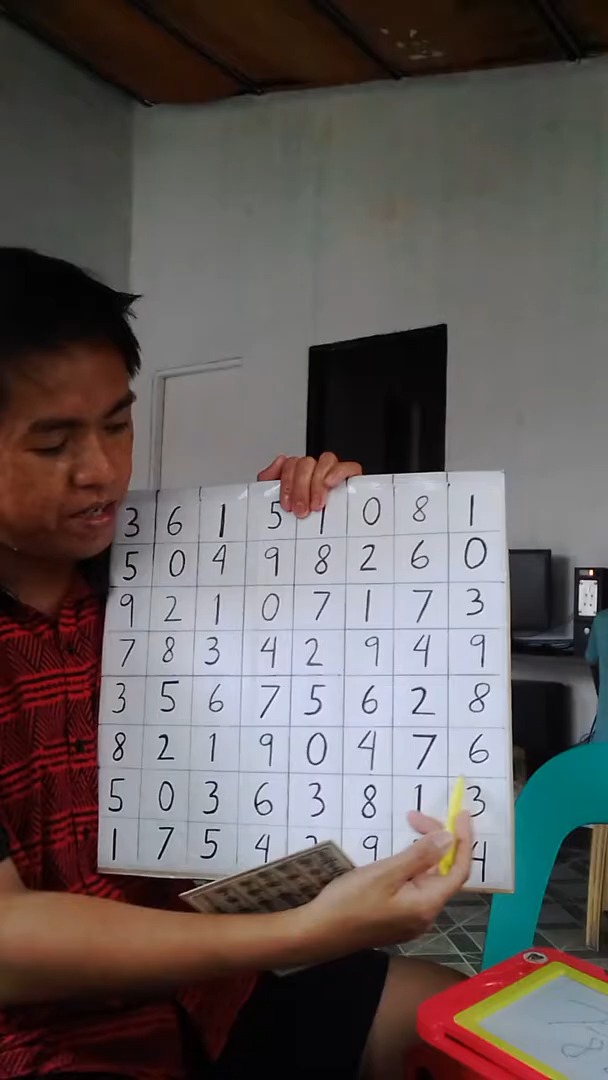 3 6 1 5 1 0 8 1
5 0 4 9 8 2 6 0
9 2 1 0 7 1 7 3
7 8 3 4 2 9 4 9
3 5 6 7 5 6 2 8
8 2 1 9 0 4 7 6
5 0 3 6 3 8 1 3
1 7 5 4 9 4